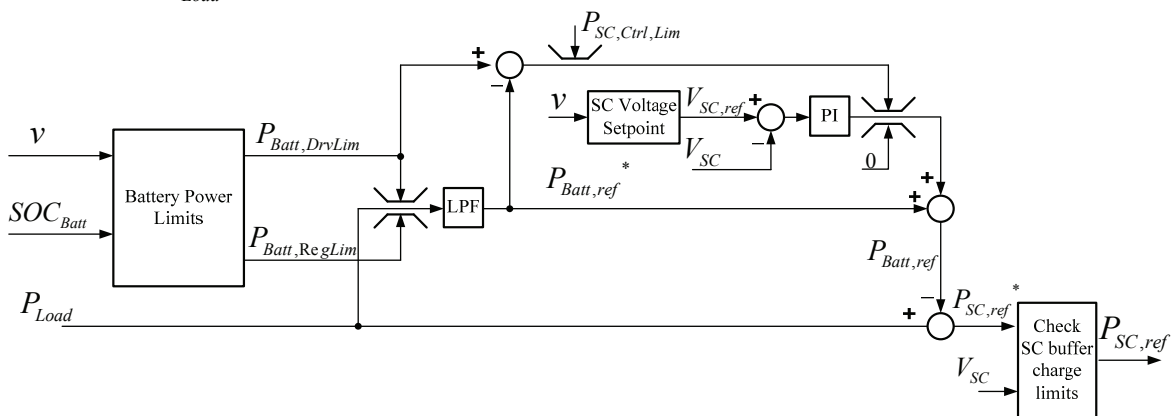 Load
P_{SC,Ctrl,Lim}
+
−
v
SC Voltage
Setpoint
V_{SC,ref}
+
−
V_{SC}
PI
0
v
SOC_{Batt}
Battery Power
Limits
P_{Batt,DrvLim}
P_{Batt,RegLim}
LPF
P_{Batt,ref}*
+
+
P_{Batt,ref}
P_{Load}
+
−
P_{SC,ref}*
V_{SC}
Check
SC buffer
charge
limits
P_{SC,ref}